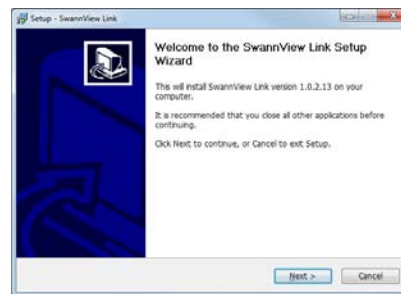 Setup - SwannView Link
Welcome to the SwannView Link Setup
Wizard
This will install SwannView Link version 1.0.2.13 on your
computer.
It is recommended that you close all other applications before
continuing.
Click Next to continue, or Cancel to exit Setup.
Next >
Cancel